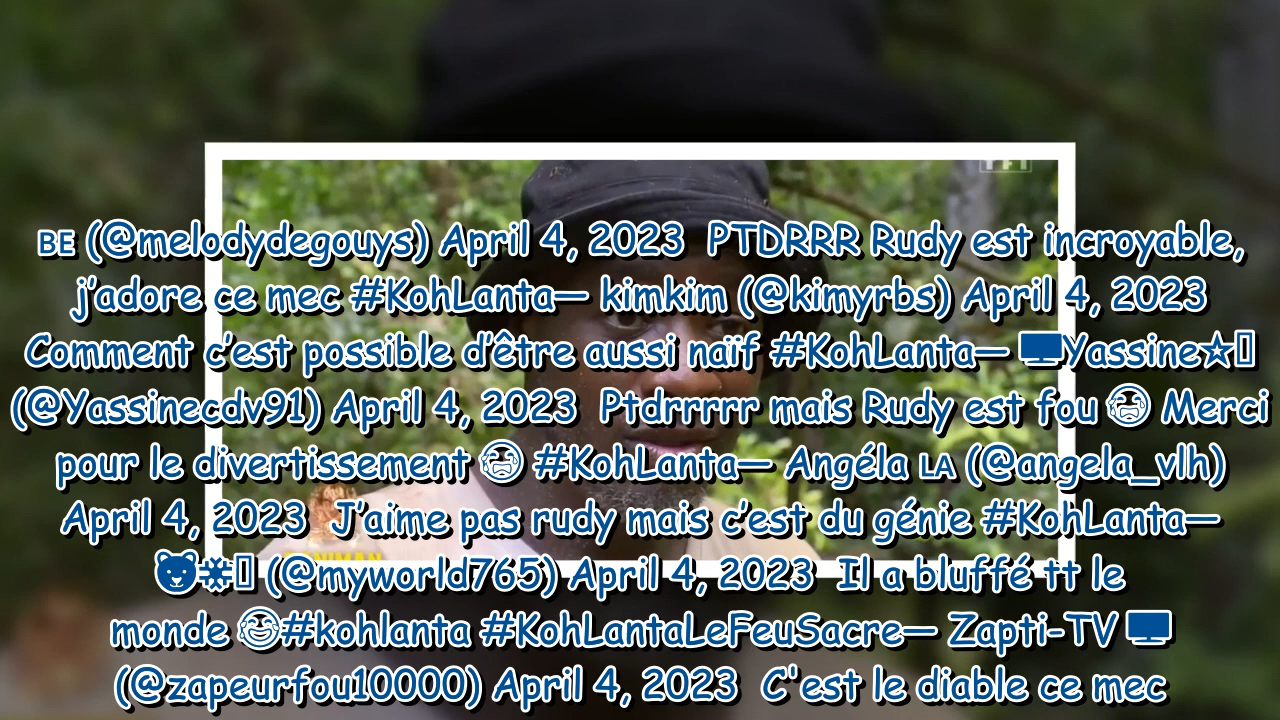 TF1
BE (@melodydegouys) April 4, 2023 PTDRRR Rudy est incroyable,
j'adore ce mec #KohLanta— kimkim (@kimyrbs) April 4, 2023
Comment c'est possible d'être aussi naïf #KohLanta— 🖥Yassine☆
(@Yassinecdv91) April 4, 2023 Ptdrrrrr mais Rudy est fou 😭 Merci
pour le divertissement 😭 #KohLanta— Angéla LA (@angela_vlh)
April 4, 2023 J'aime pas rudy mais c'est du génie #KohLanta—
🐻❄ (@myworld765) April 4, 2023 Il a bluffé tt le
monde 😂#kohlanta #KohLantaLeFeuSacre— Zapti-TV 🖥
(@zapeurfou10000) April 4, 2023 C'est le diable ce mec